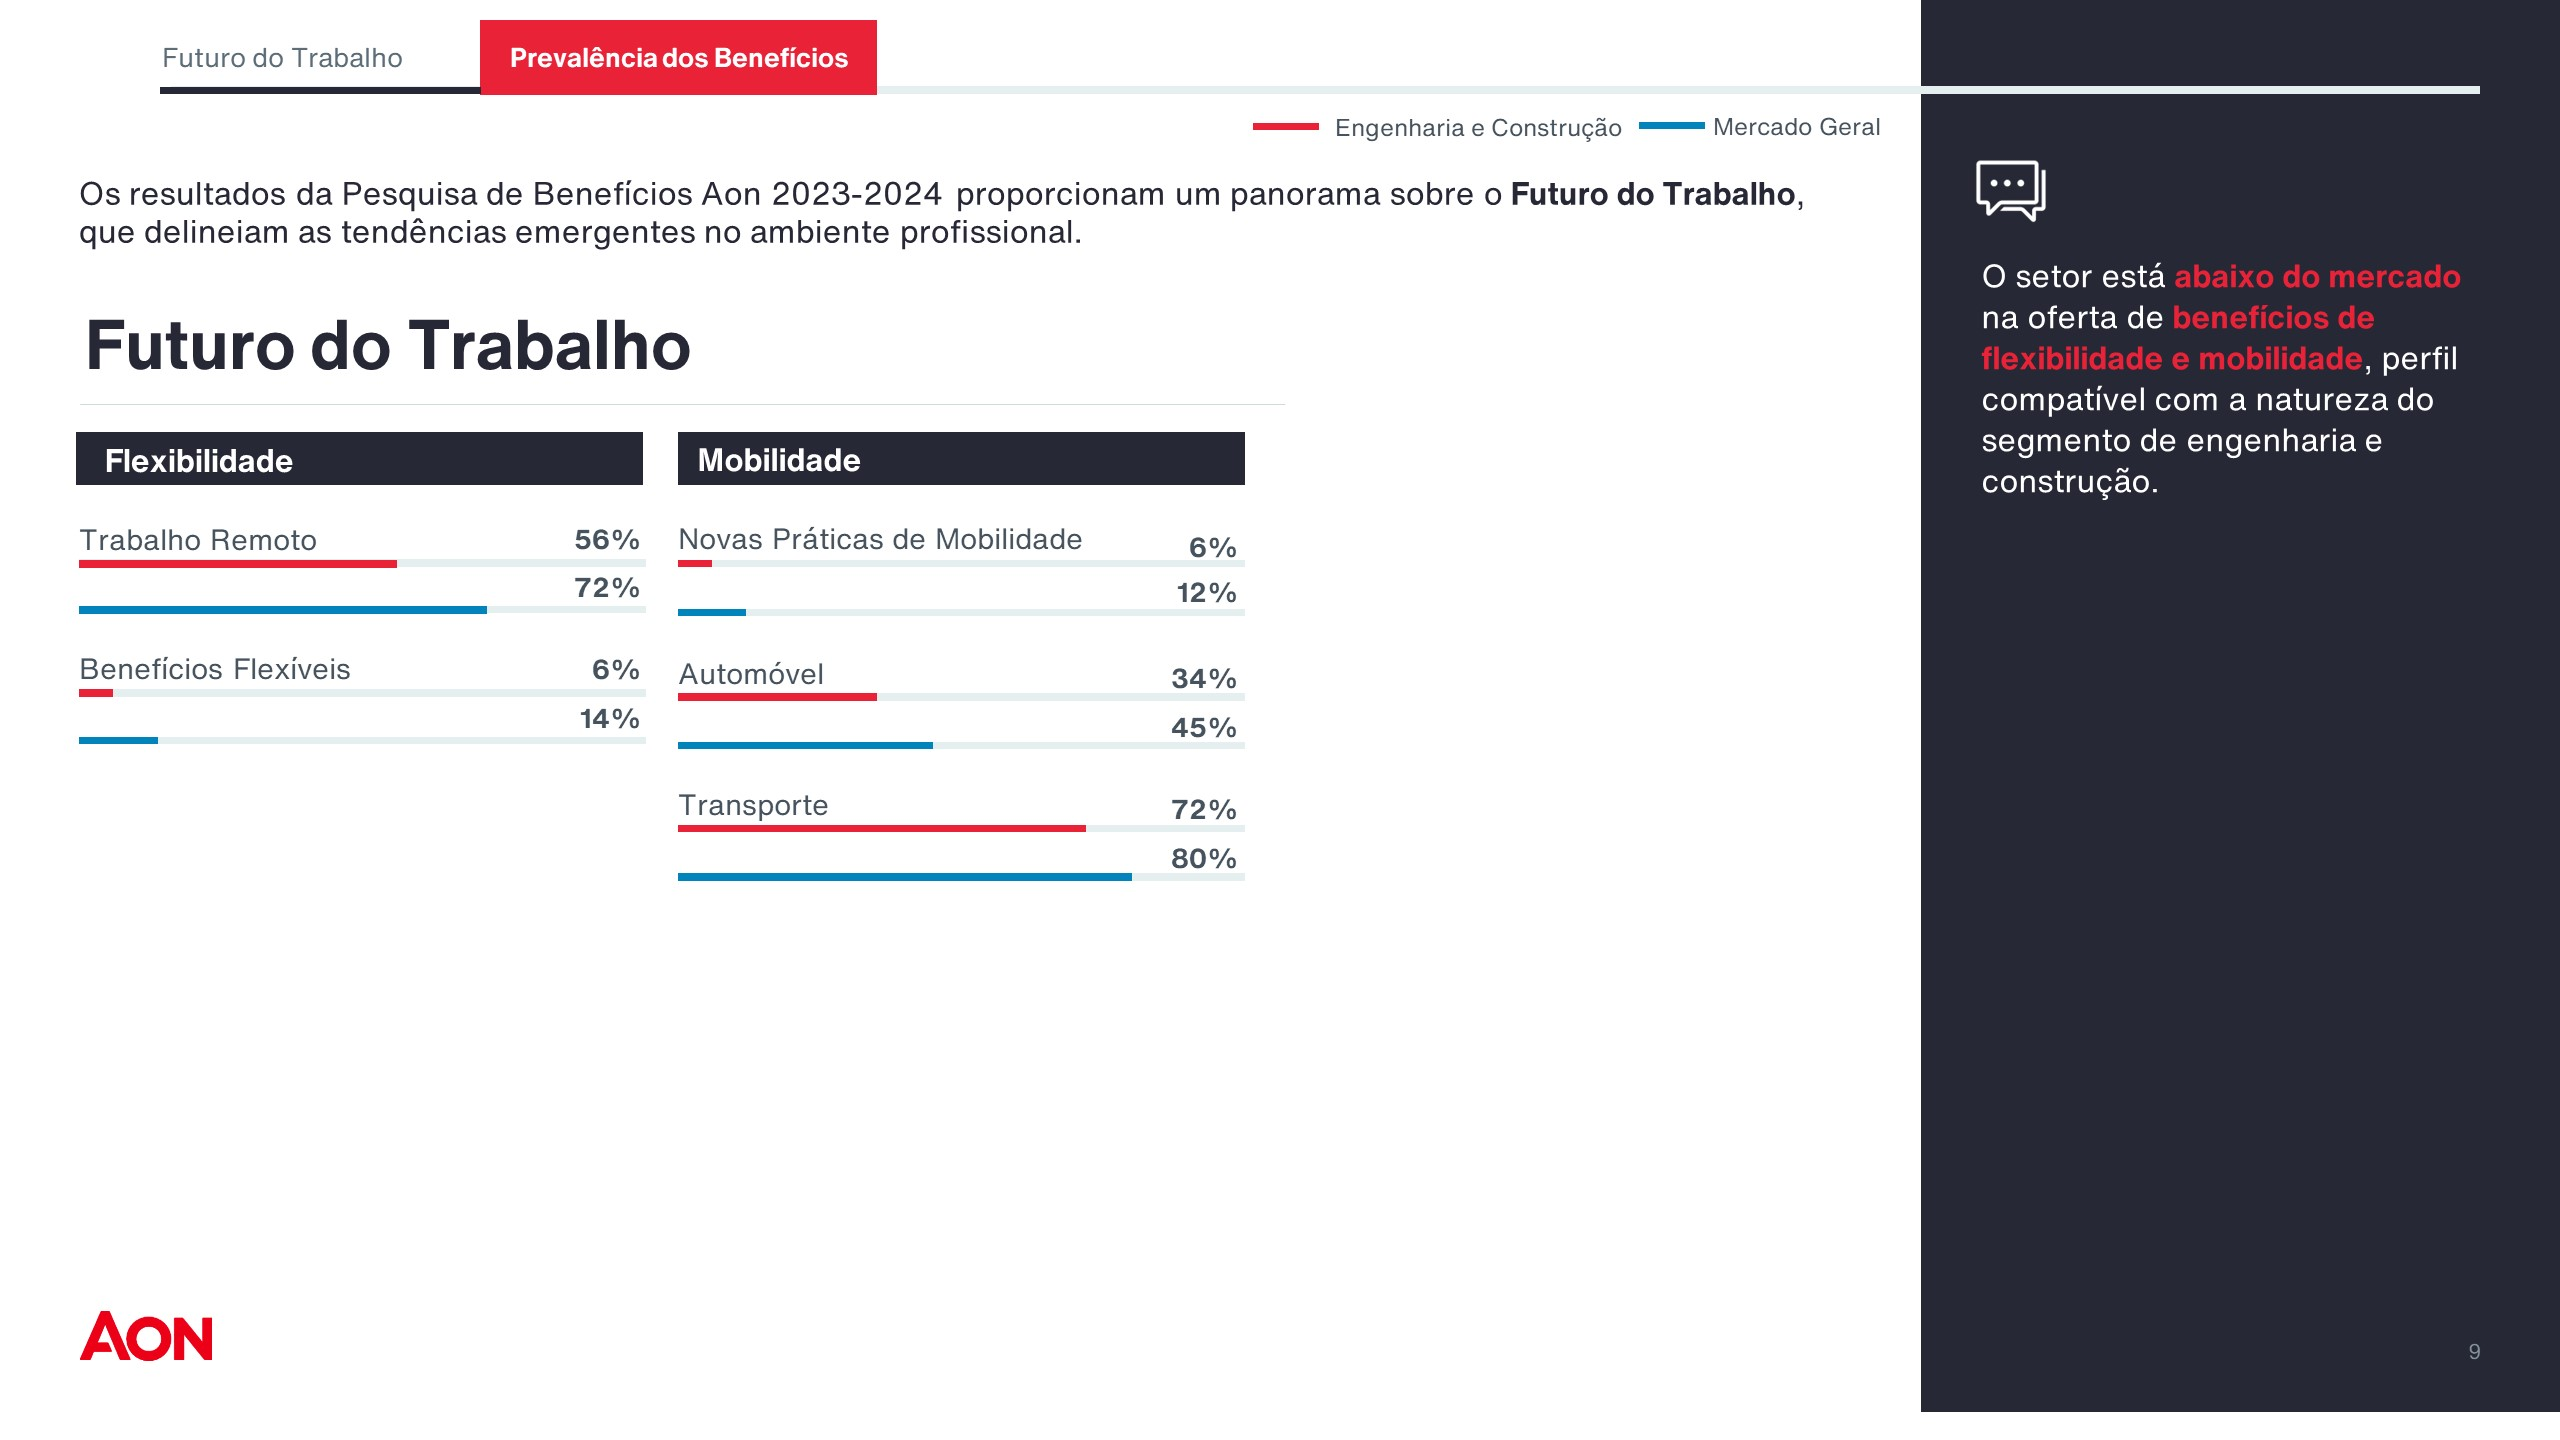 Futuro do Trabalho
Prevalência dos Benefícios
Engenharia e Construção
Mercado Geral
Os resultados da Pesquisa de Benefícios Aon 2023-2024 proporcionam um panorama sobre o Futuro do Trabalho,
que delineiam as tendências emergentes no ambiente profissional.
Futuro do Trabalho
Flexibilidade
Trabalho Remoto 56%
72%
Benefícios Flexíveis 6%
14%
Mobilidade
Novas Práticas de Mobilidade 6%
12%
Automóvel 34%
45%
Transporte 72%
80%
O setor está abaixo do mercado
na oferta de benefícios de
flexibilidade e mobilidade, perfil
compatível com a natureza do
segmento de engenharia e
construção.
AON
9